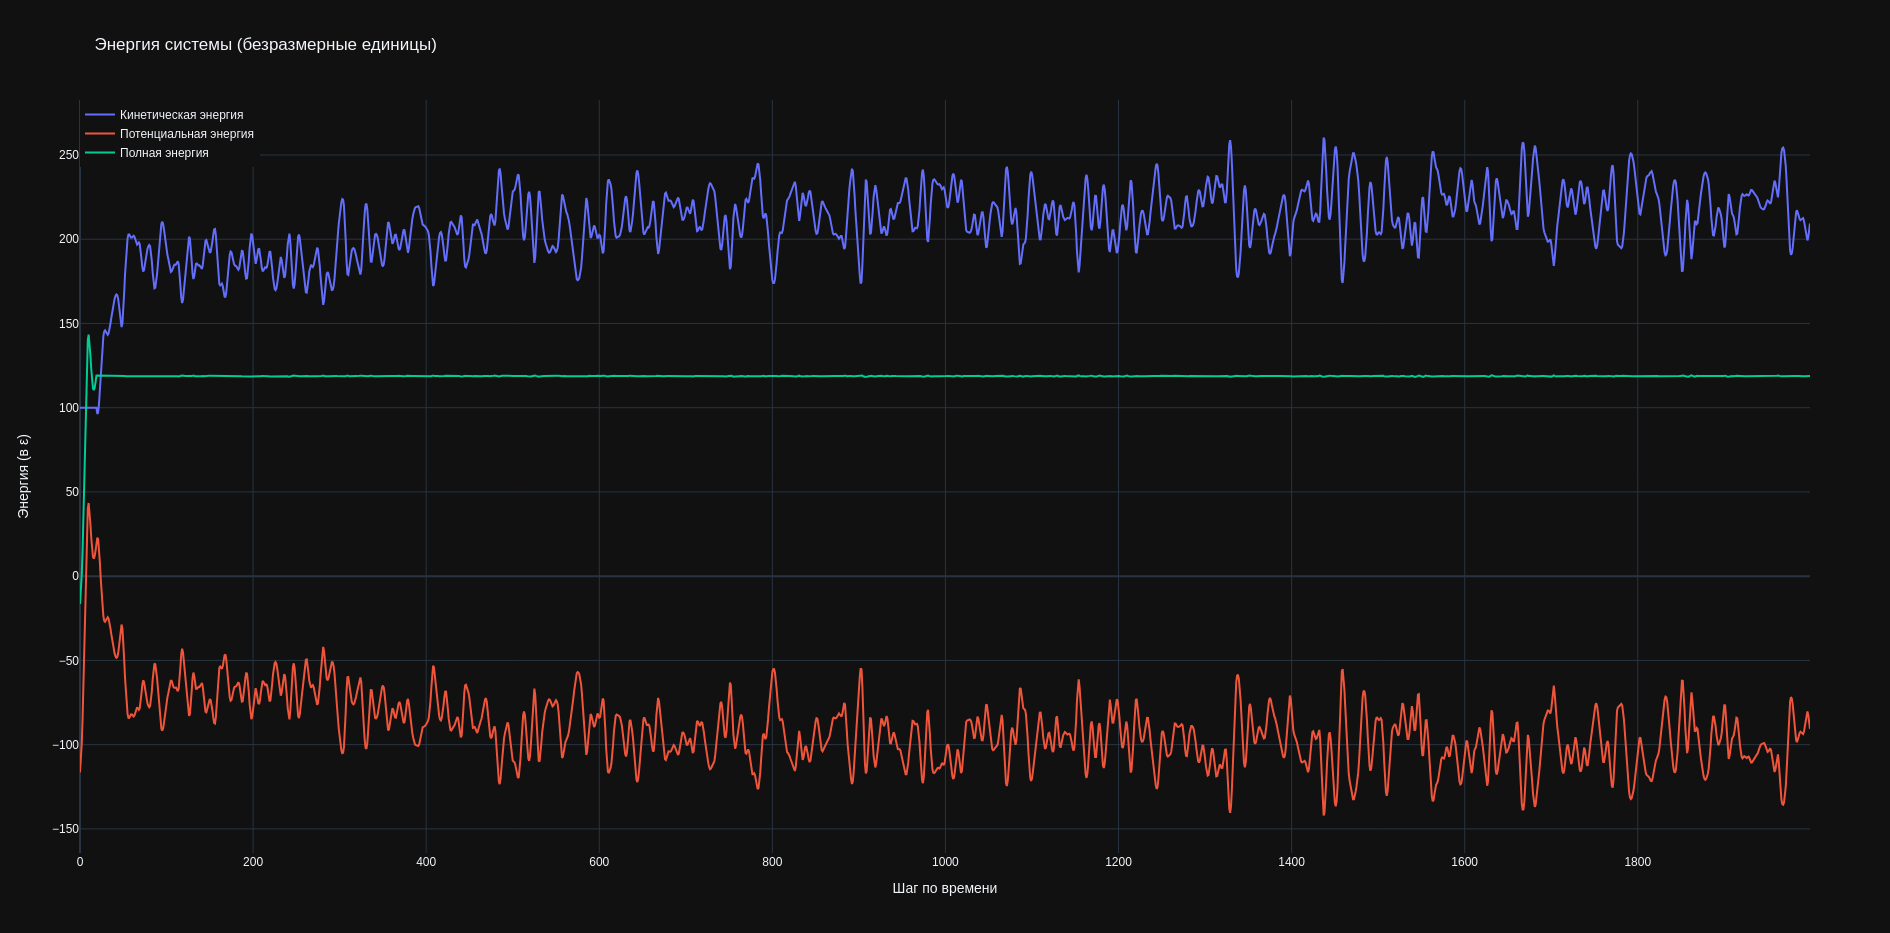 Энергия системы (безразмерные единицы)
Кинетическая энергия
Потенциальная энергия
Полная энергия
Энергия (в ε)
250
200
150
100
50
0
−50
−100
−150
0 200 400 600 800 1000 1200 1400 1600 1800
Шаг по времени